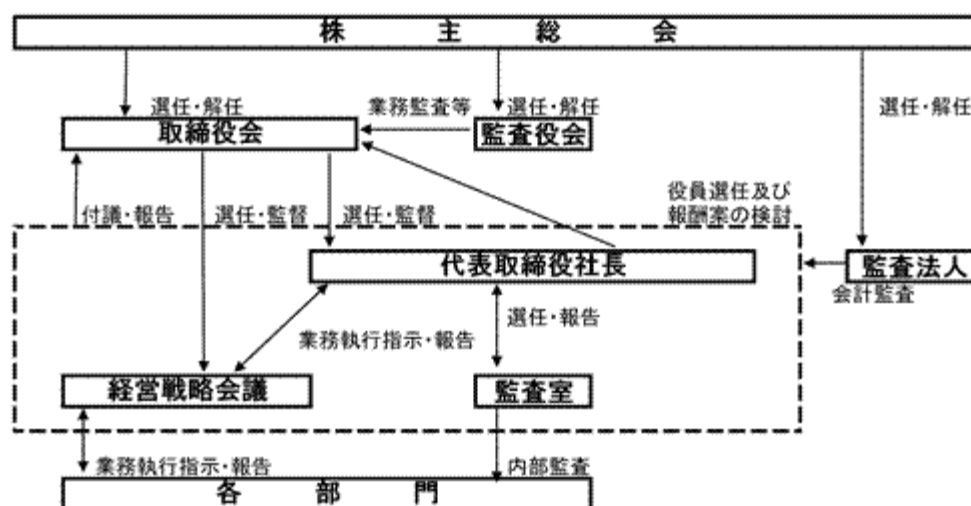 株主総会
選任・解任
業務監査等
選任・解任
選任・解任
取締役会
監査役会
役員選任及び
報酬案の検討
付議・報告
選任・監督
選任・監督
代表取締役社長
監査法人
会計監査
選任・報告
業務執行指示・報告
経営戦略会議
監査室
業務執行指示・報告
内部監査
各部門